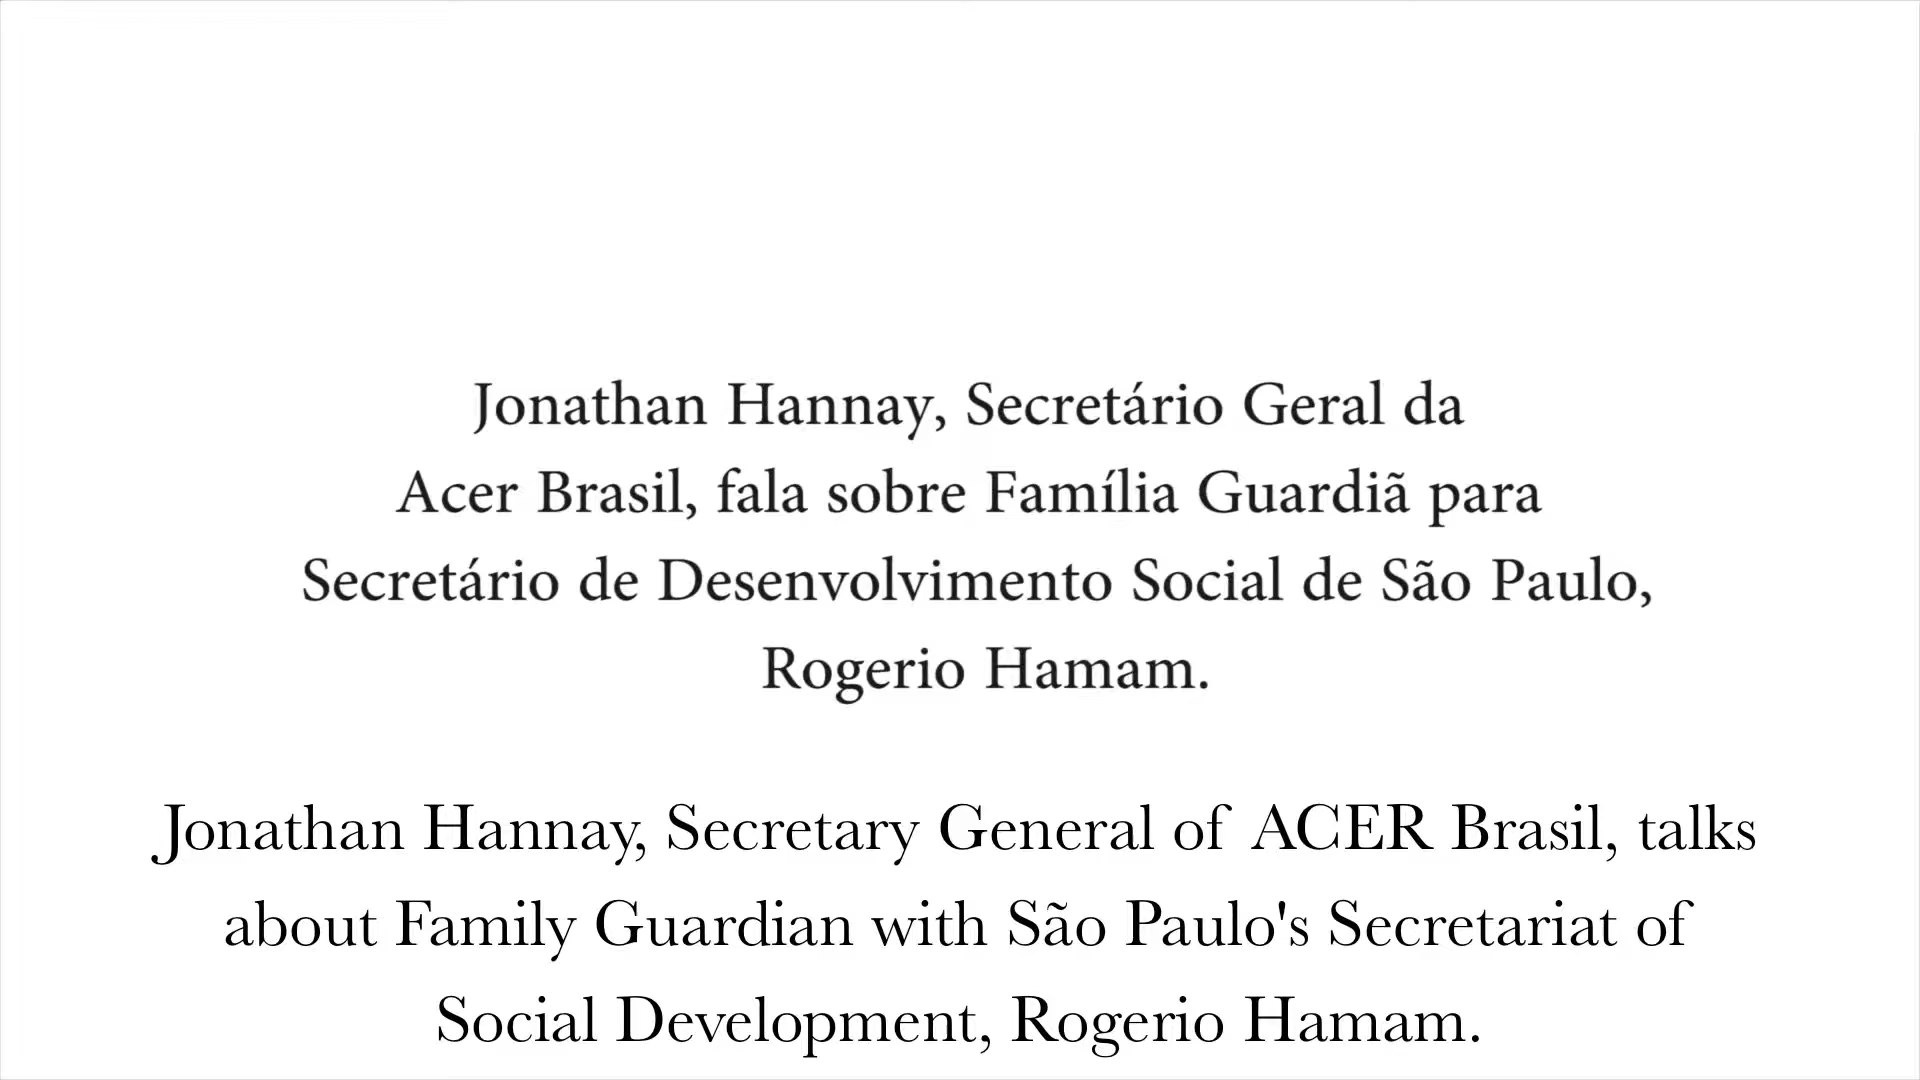 Jonathan Hannay, Secretário Geral da
Acer Brasil, fala sobre Família Guardiã para
Secretário de Desenvolvimento Social de São Paulo,
Rogerio Hamam.
Jonathan Hannay, Secretary General of ACER Brasil, talks
about Family Guardian with São Paulo's Secretariat of
Social Development, Rogerio Hamam.